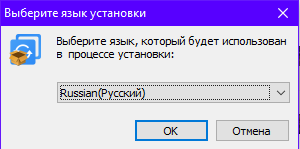 Выберите язык установки
Выберите язык, который будет использован
в процессе установки:
Russian(Русский)
OK
Отмена